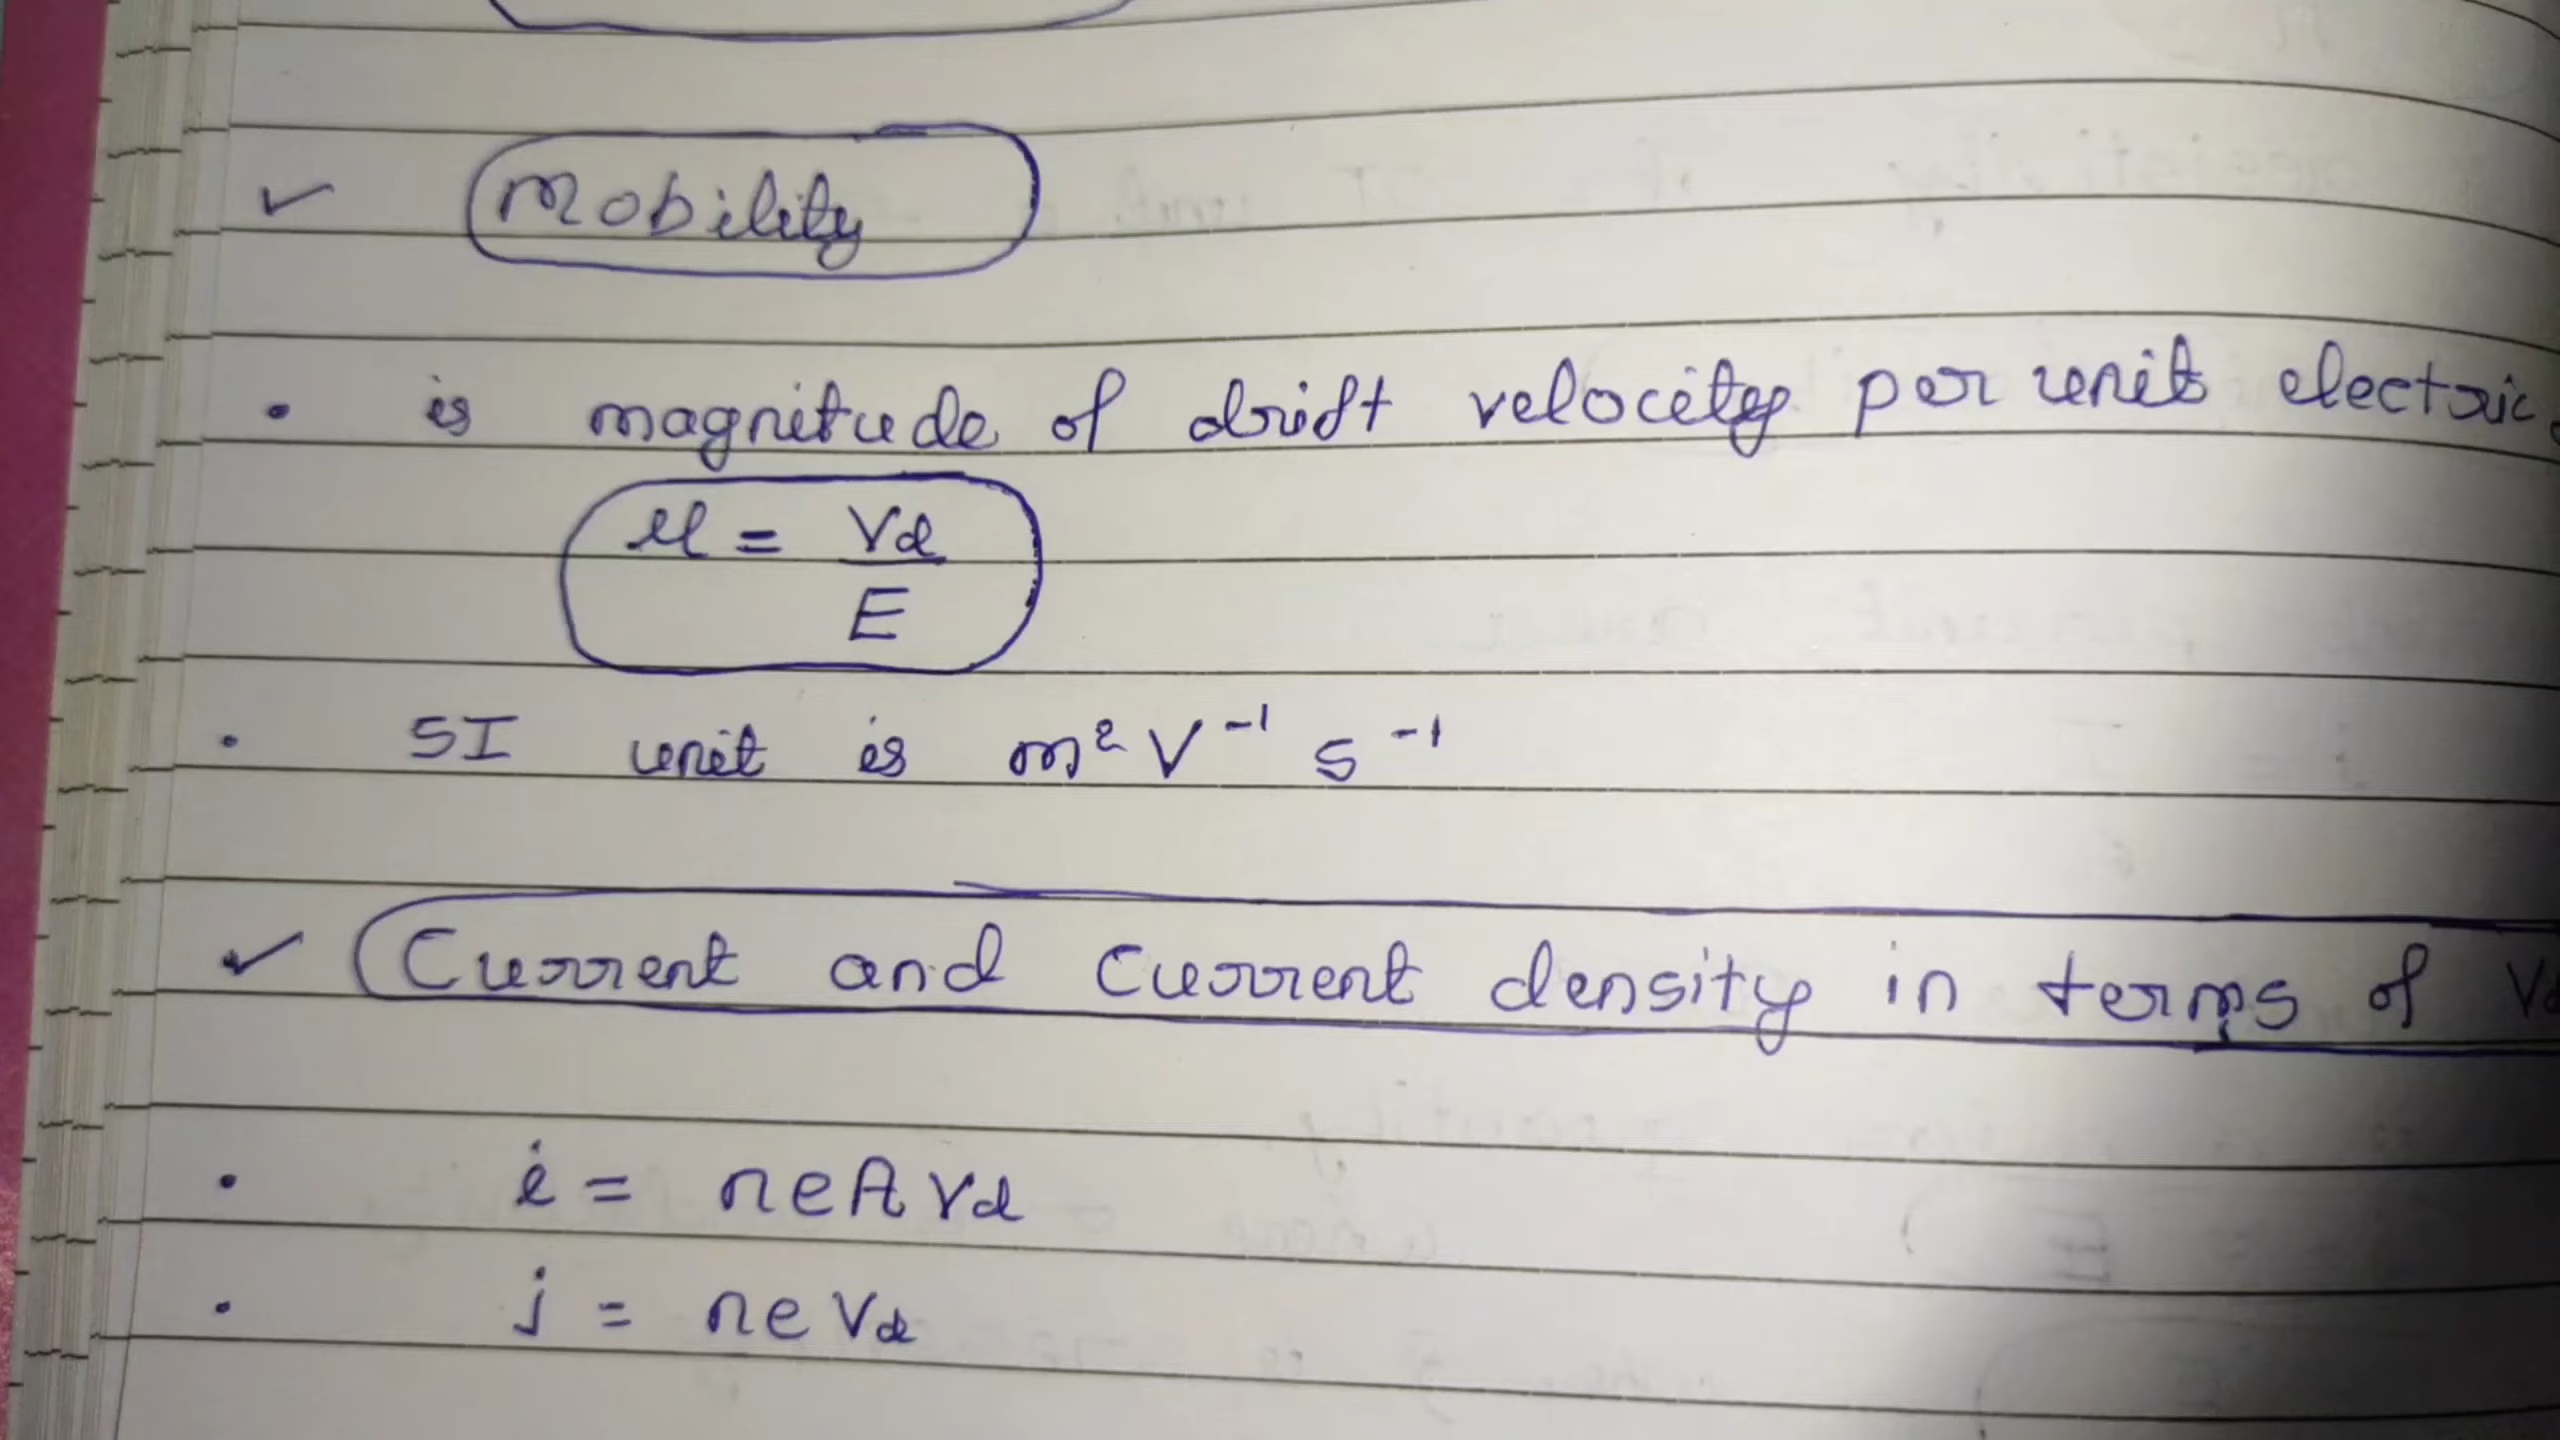 Mobility
• is magnitude of drift velocity per unit electric
μ = Vd
E
• SI unit is m² V⁻¹ s⁻¹
Current and Current density in terms of Vd
• i = neA Vd
• j = ne Vd